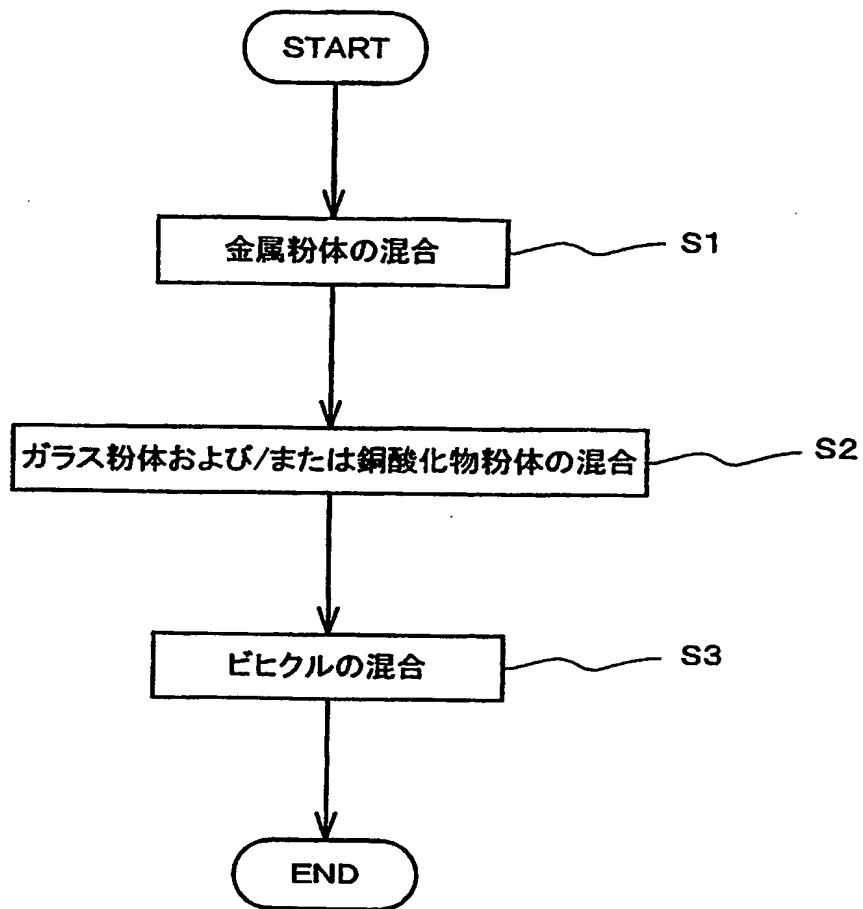 START
金属粉体の混合
S1
ガラス粉体および/または銅酸化物粉体の混合
S2
ビヒクルの混合
S3
END